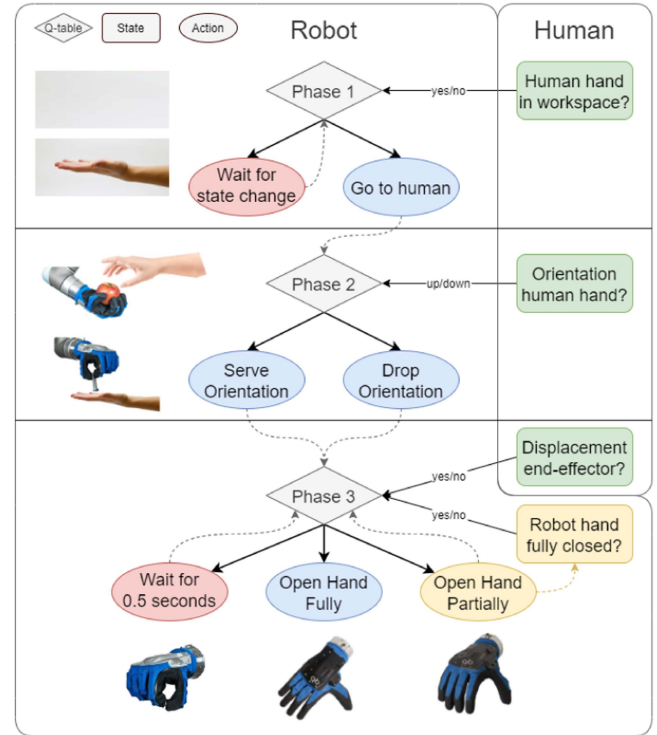 Q-table
State
Action
Robot
Human
Phase 1
yes/no
Human hand
in workspace?
Wait for
state change
Go to human
Phase 2
up/down
Orientation
human hand?
Serve
Orientation
Drop
Orientation
Displacement
end-effector?
yes/no
Phase 3
yes/no
Robot hand
fully closed?
Wait for
0.5 seconds
Open Hand
Fully
Open Hand
Partially